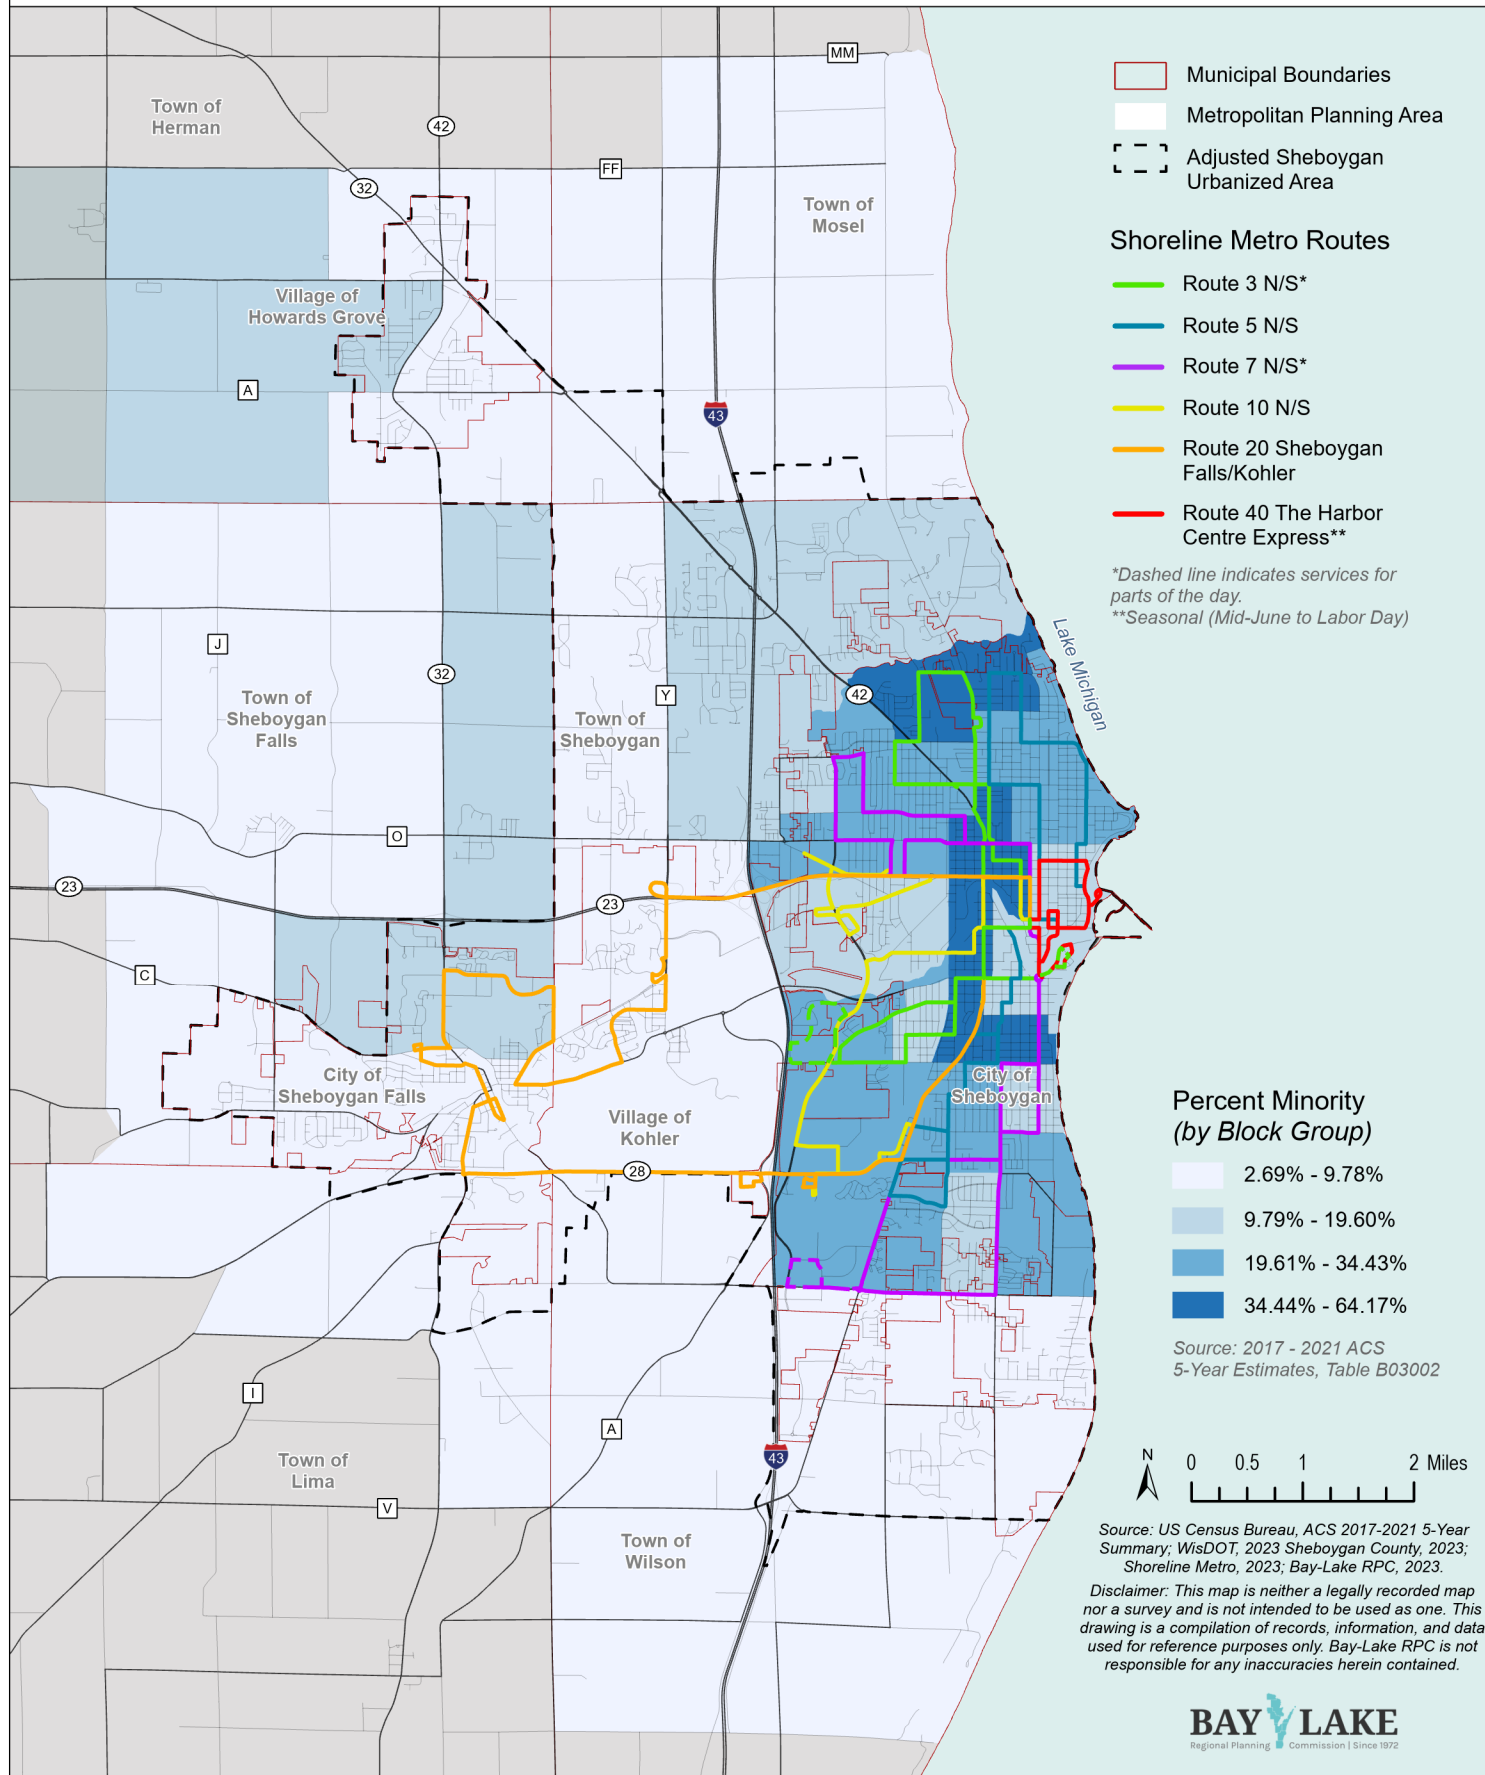 MM
Town of
Herman
42
FF
32
Town of
Mosel
Village of
Howards Grove
A
43
J
32
Town of
Sheboygan
Falls
Town of
Sheboygan
Y
42
Lake Michigan
O
23
23
C
City of
Sheboygan Falls
Village of
Kohler
City of
Sheboygan
28
I
A
43
Town of
Lima
V
Town of
Wilson
Municipal Boundaries
Metropolitan Planning Area
Adjusted Sheboygan
Urbanized Area
Shoreline Metro Routes
Route 3 N/S*
Route 5 N/S
Route 7 N/S*
Route 10 N/S
Route 20 Sheboygan
Falls/Kohler
Route 40 The Harbor
Centre Express**
*Dashed line indicates services for
parts of the day.
**Seasonal (Mid-June to Labor Day)
Percent Minority
(by Block Group)
2.69% - 9.78%
9.79% - 19.60%
19.61% - 34.43%
34.44% - 64.17%
Source: 2017 - 2021 ACS
5-Year Estimates, Table B03002
N
0 0.5 1 2 Miles
Source: US Census Bureau, ACS 2017-2021 5-Year
Summary; WisDOT, 2023 Sheboygan County, 2023;
Shoreline Metro, 2023; Bay-Lake RPC, 2023.
Disclaimer: This map is neither a legally recorded map
nor a survey and is not intended to be used as one. This
drawing is a compilation of records, information, and data
used for reference purposes only. Bay-Lake RPC is not
responsible for any inaccuracies herein contained.
BAY LAKE
Regional Planning Commission | Since 1972